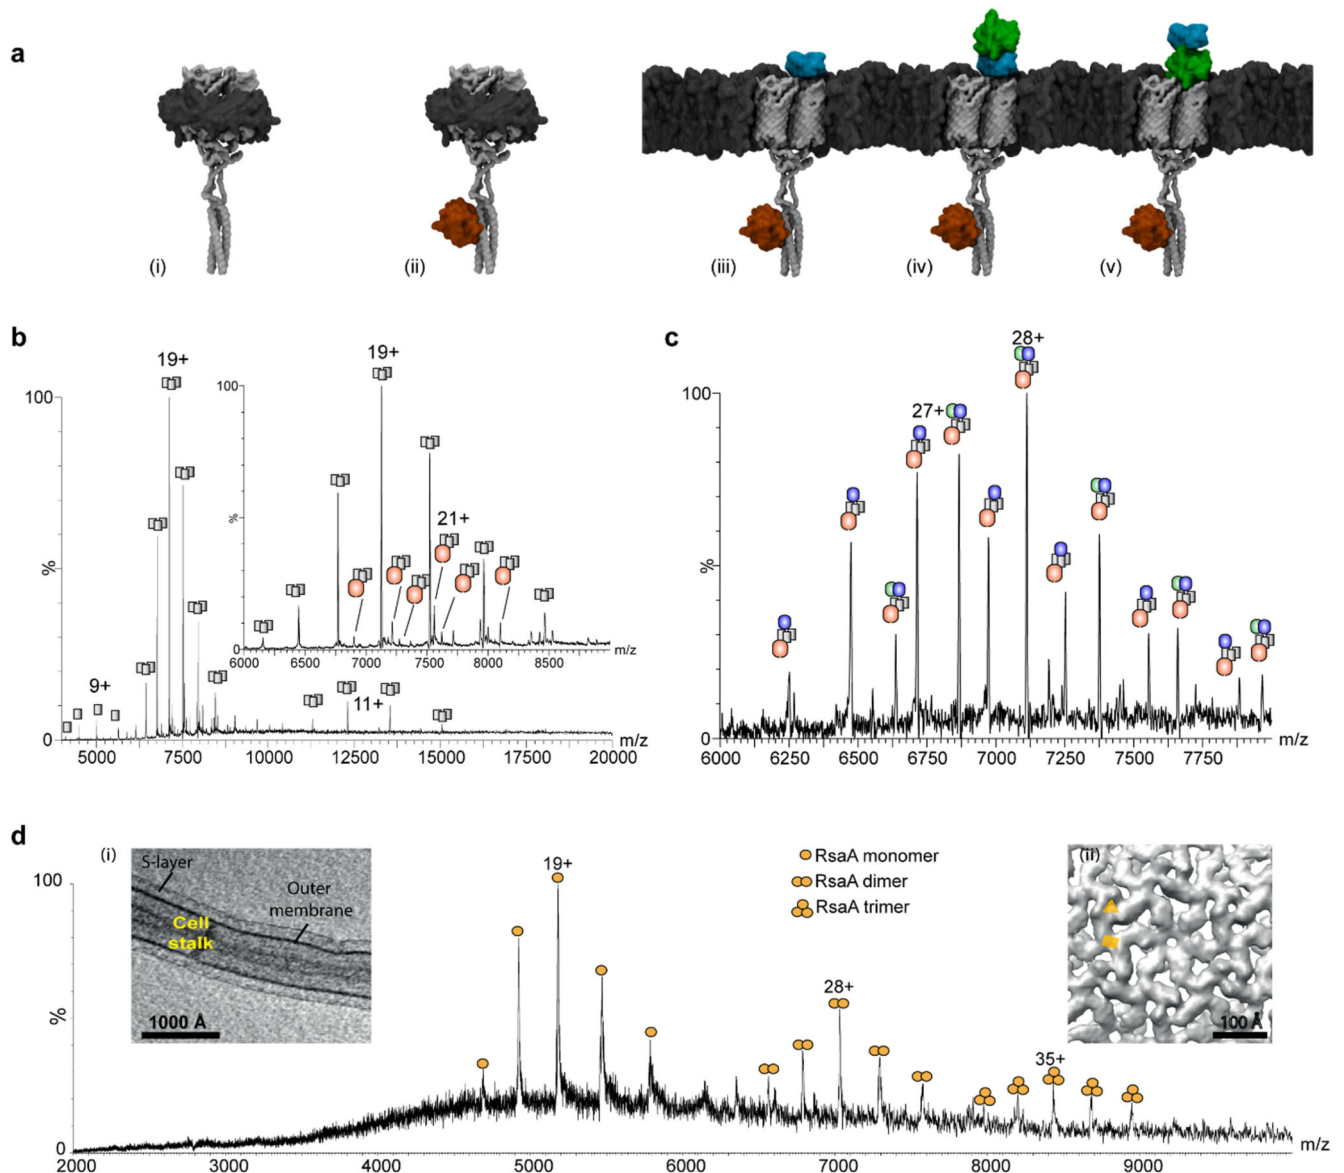 a
(i)
(ii)
(iii)
(iv)
(v)
b
19+
100
%
9+
0
5000
7500
10000
12500
15000
17500
20000
m/z
11+
19+
100
%
21+
0
6000
6500
7000
7500
8000
8500
m/z
c
28+
27+
100
%
0
6000
6250
6500
6750
7000
7250
7500
7750
m/z
d
(i)
S-layer
Outer
membrane
Cell
stalk
1000 Å
19+
RsaA monomer
RsaA dimer
RsaA trimer
(ii)
100 Å
28+
35+
100
%
0
2000
3000
4000
5000
6000
7000
8000
9000
m/z